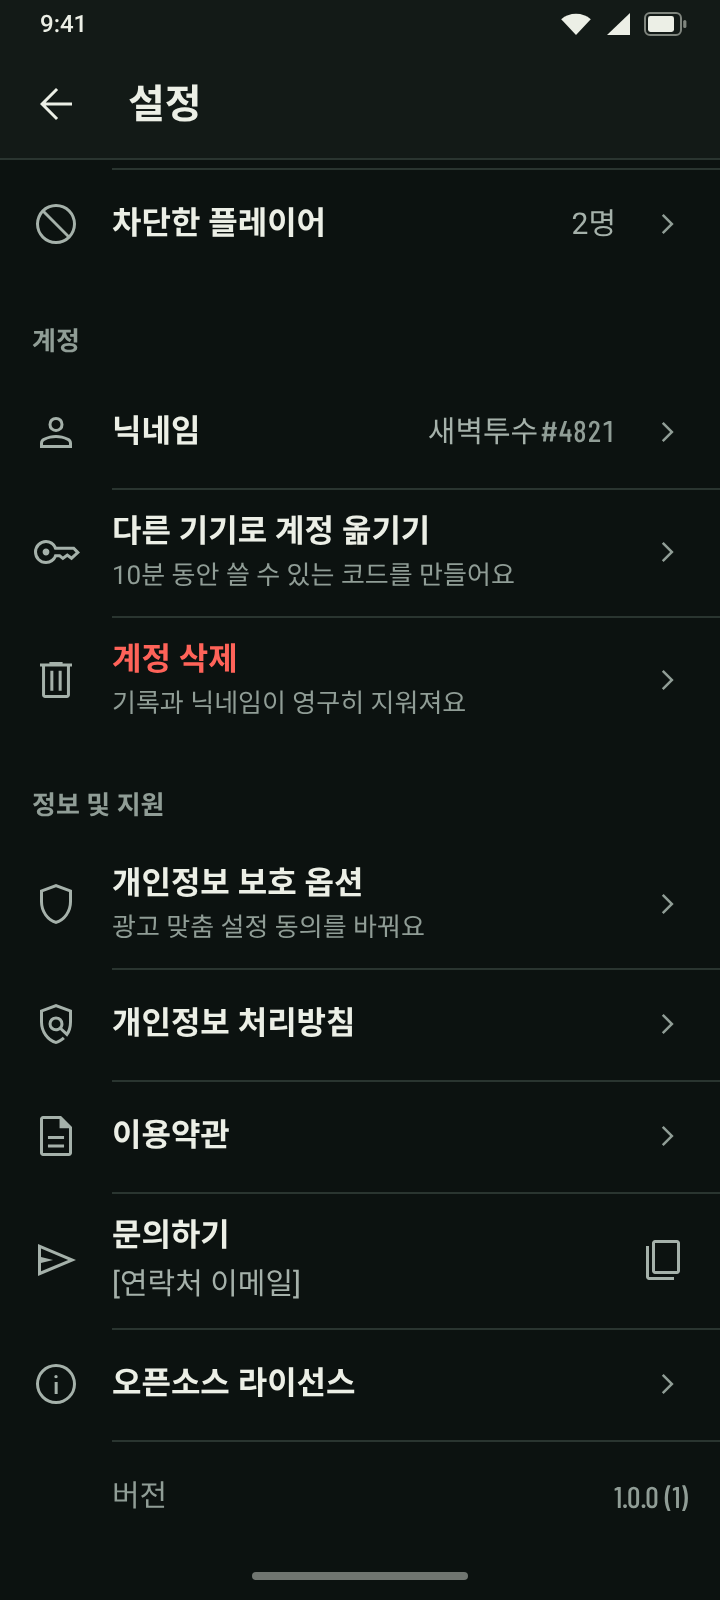 9:41
설정
차단한 플레이어 2명
계정
닉네임 새벽투수#4821
다른 기기로 계정 옮기기
10분 동안 쓸 수 있는 코드를 만들어요
계정 삭제
기록과 닉네임이 영구히 지워져요
정보 및 지원
개인정보 보호 옵션
광고 맞춤 설정 동의를 바꿔요
개인정보 처리방침
이용약관
문의하기
[연락처 이메일]
오픈소스 라이선스
버전 1.0.0 (1)